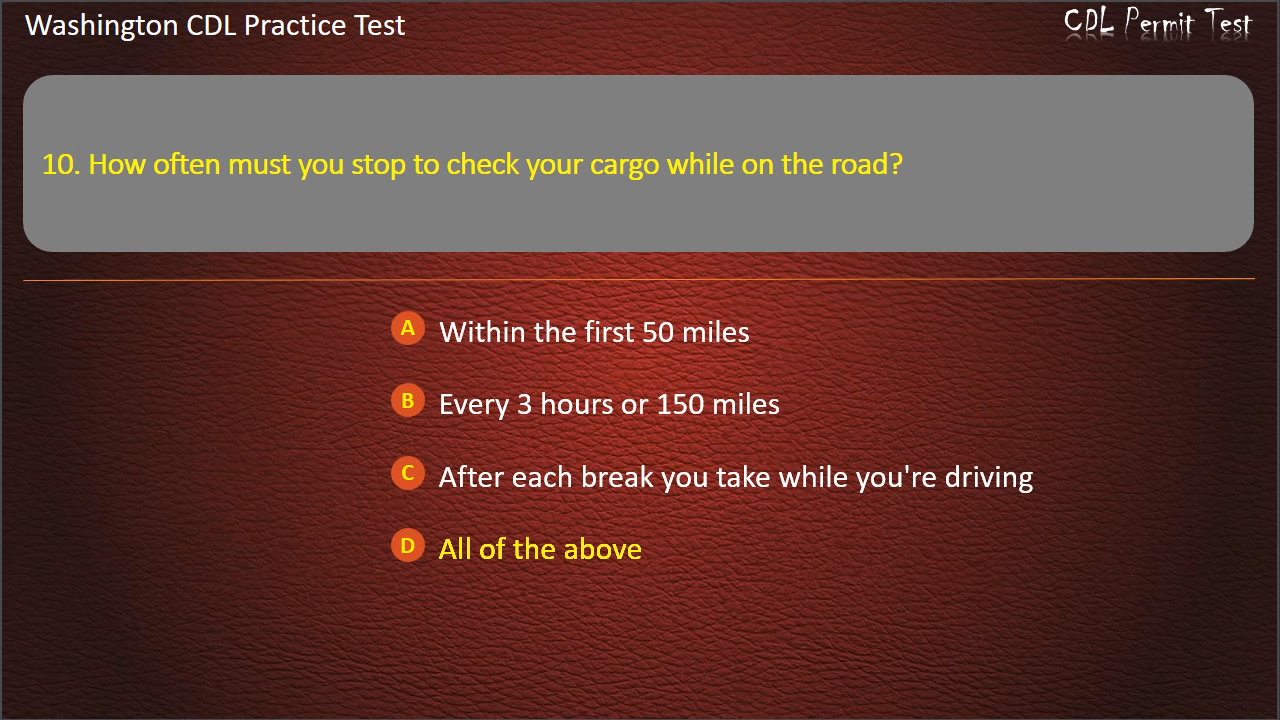 Washington CDL Practice Test
CDL Permit Test
10. How often must you stop to check your cargo while on the road?
A Within the first 50 miles
B Every 3 hours or 150 miles
C After each break you take while you're driving
D All of the above